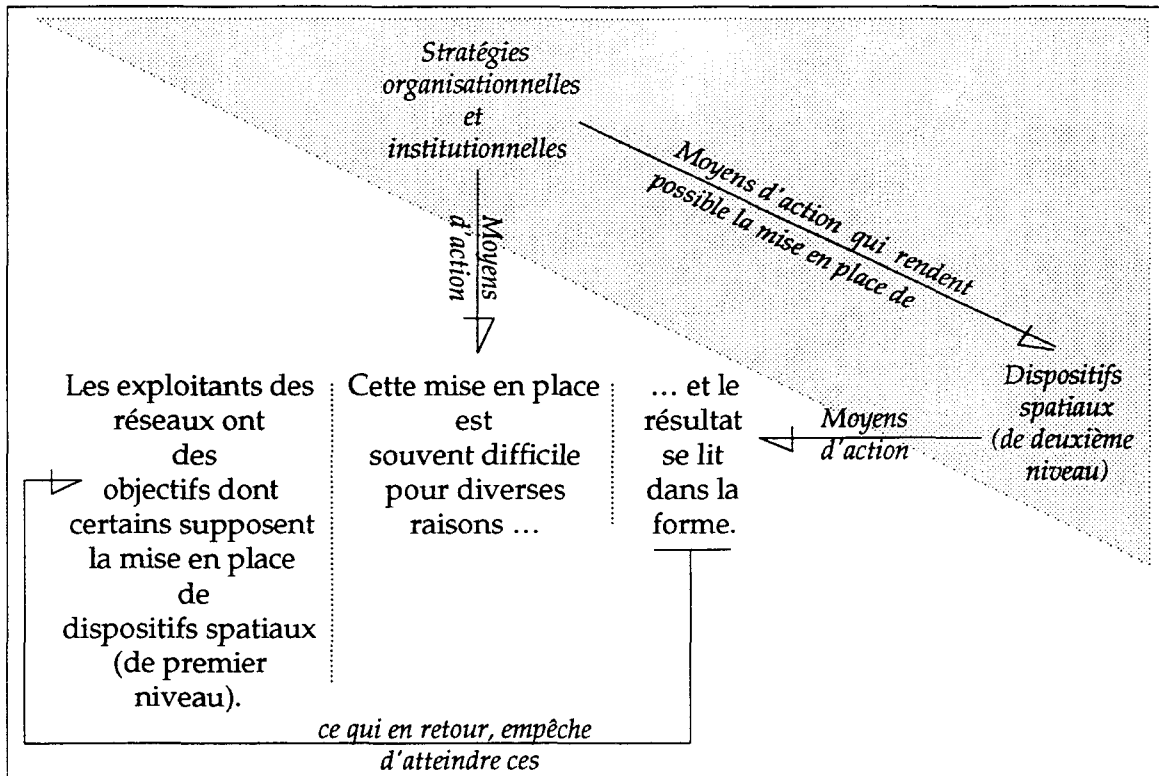 Stratégies
organisationnelles
et
institutionnelles
Moyens d'action qui rendent
possible la mise en place de
Moyens
d'action
Les exploitants des
réseaux ont
des
objectifs dont
certains supposent
la mise en place
de
dispositifs spatiaux
(de premier
niveau).
Cette mise en place
est
souvent difficile
pour diverses
raisons ...
... et le
résultat
se lit
dans la
forme.
Moyens
d'action
Dispositifs
spatiaux
(de deuxième
niveau)
ce qui en retour, empêche
d'atteindre ces